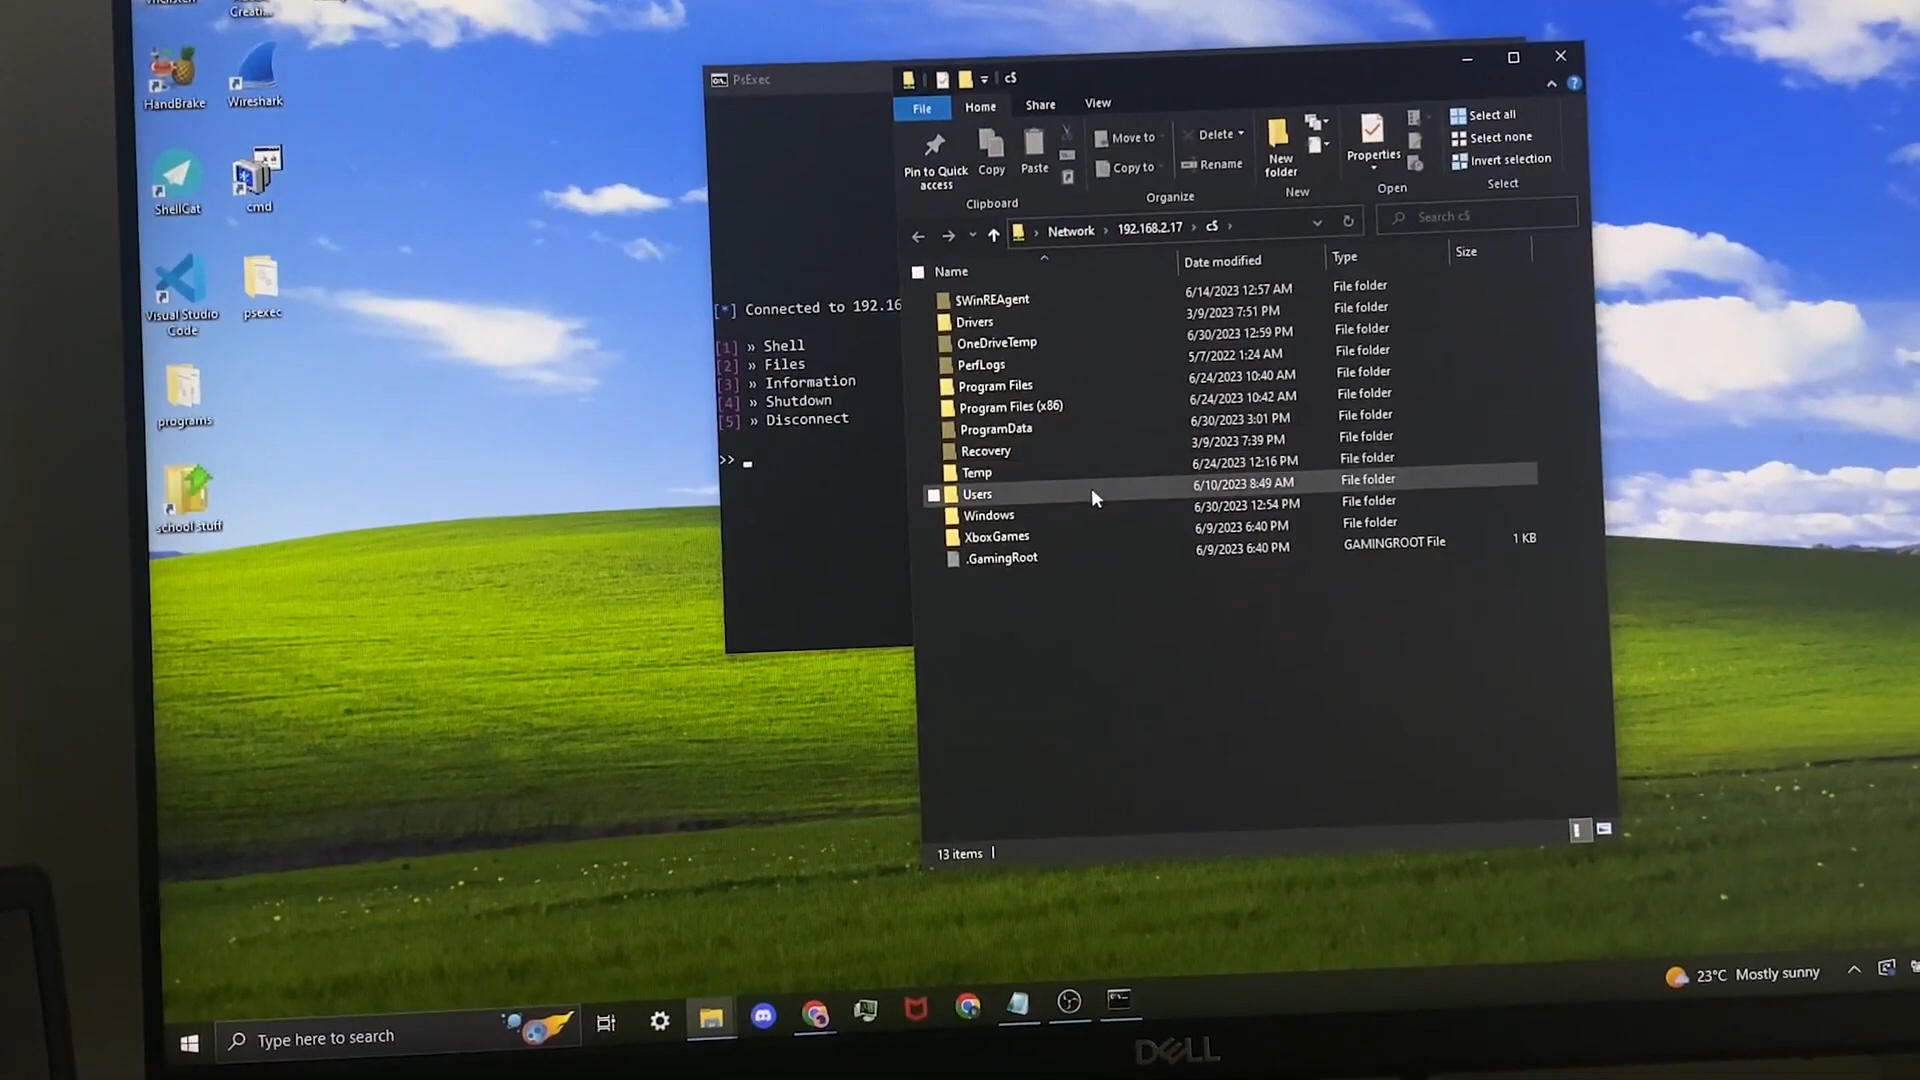 Creati...
HandBrake
Wireshark
ShellGat
cmd
Visual Studio
Code
psexec
programs
school stuff
PsExec
[*] Connected to 192.16
[1] » Shell
[2] » Files
[3] » Information
[4] » Shutdown
[5] » Disconnect
>>
c$
File Home Share View
Pin to Quick
access
Copy
Paste
Move to
Copy to
Delete
Rename
New
folder
Properties
Select all
Select none
Invert selection
Clipboard
Organize
New
Open
Select
Network › 192.168.2.17 › c$ ›
Search c$
Name Date modified Type Size
$WinREAgent 6/14/2023 12:57 AM File folder
Drivers 3/9/2023 7:51 PM File folder
OneDriveTemp 6/30/2023 12:59 PM File folder
PerfLogs 5/7/2022 1:24 AM File folder
Program Files 6/24/2023 10:40 AM File folder
Program Files (x86) 6/24/2023 10:42 AM File folder
ProgramData 6/30/2023 3:01 PM File folder
Recovery 3/9/2023 7:39 PM File folder
Temp 6/24/2023 12:16 PM File folder
Users 6/10/2023 8:49 AM File folder
Windows 6/30/2023 12:54 PM File folder
XboxGames 6/9/2023 6:40 PM File folder
.GamingRoot 6/9/2023 6:40 PM GAMINGROOT File 1 KB
13 items
Type here to search
23°C Mostly sunny
DELL